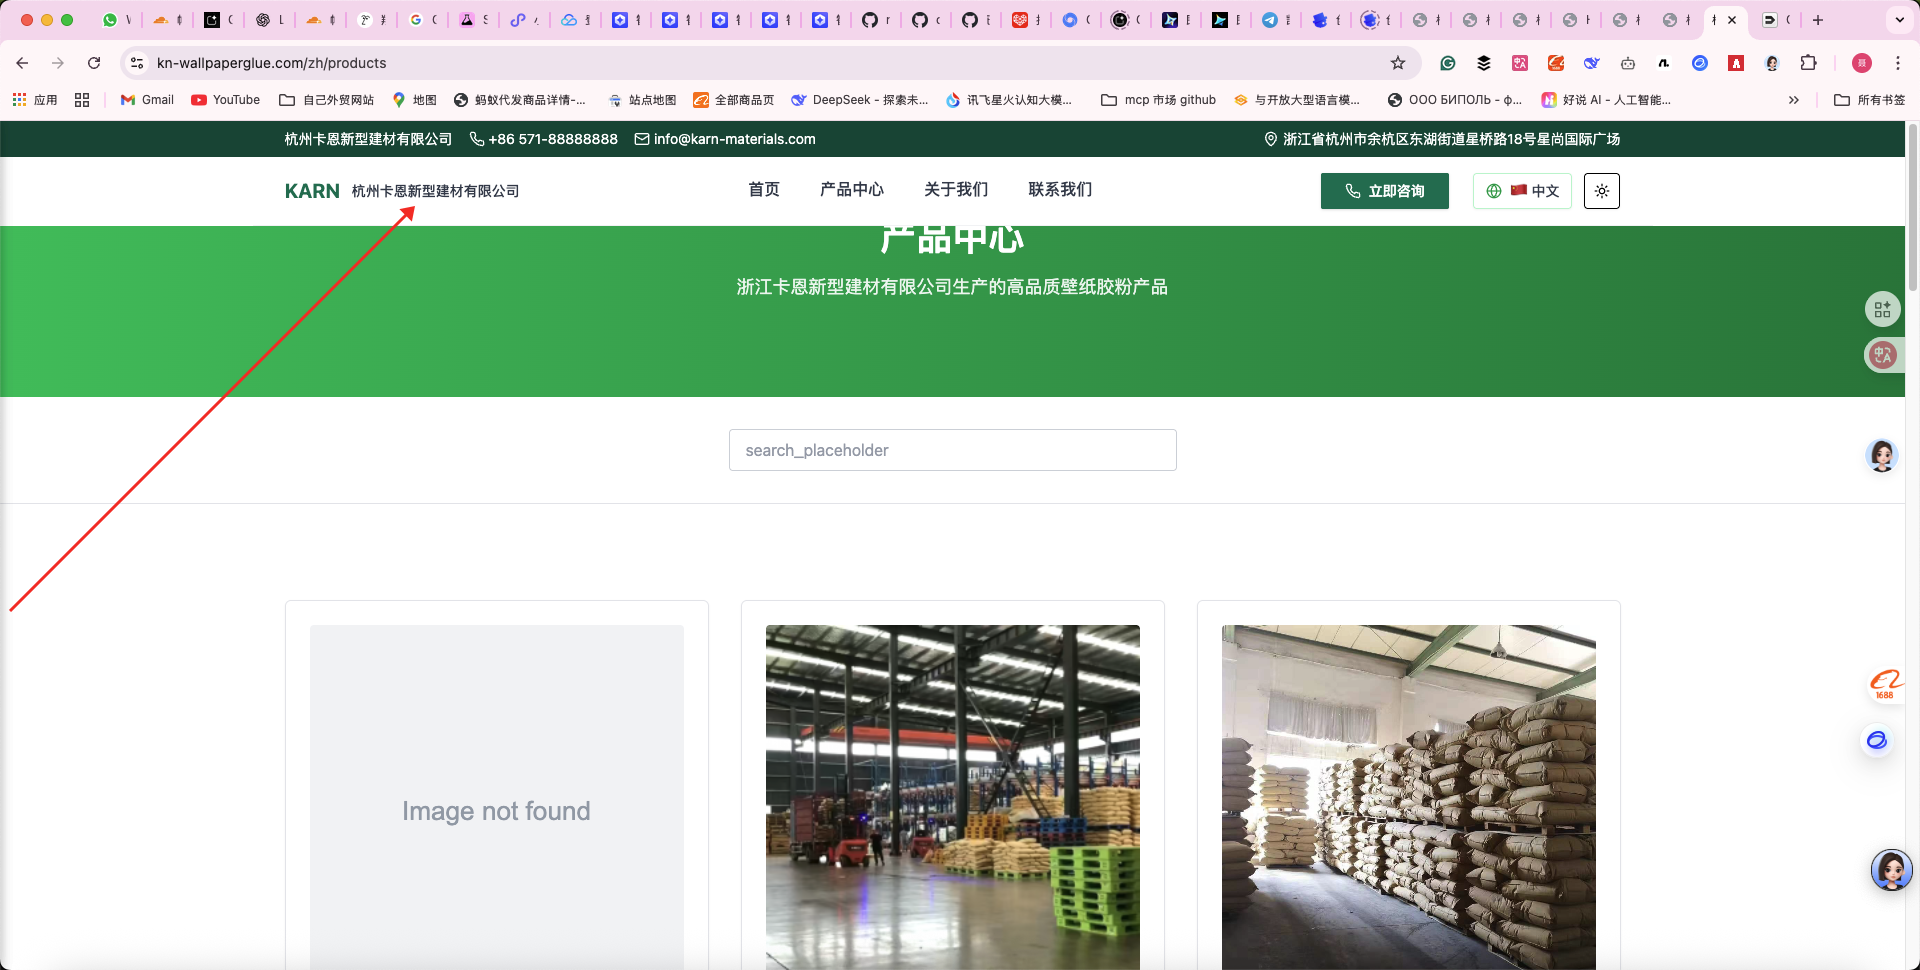 kn-wallpaperglue.com/zh/products
应用
Gmail
YouTube
自己外贸网站
地图
蚂蚁代发商品详情-...
站点地图
全部商品页
DeepSeek - 探索未...
讯飞星火认知大模...
mcp 市场 github
与开放大型语言模...
ООО БИПОЛЬ - ф...
好说 AI - 人工智能...
所有书签
杭州卡恩新型建材有限公司 +86 571-88888888 info@karn-materials.com
浙江省杭州市余杭区东湖街道星桥路18号星尚国际广场
KARN 杭州卡恩新型建材有限公司
首页 产品中心 关于我们 联系我们
立即咨询
中文
产品中心
浙江卡恩新型建材有限公司生产的高品质壁纸胶粉产品
search_placeholder
Image not found
1688